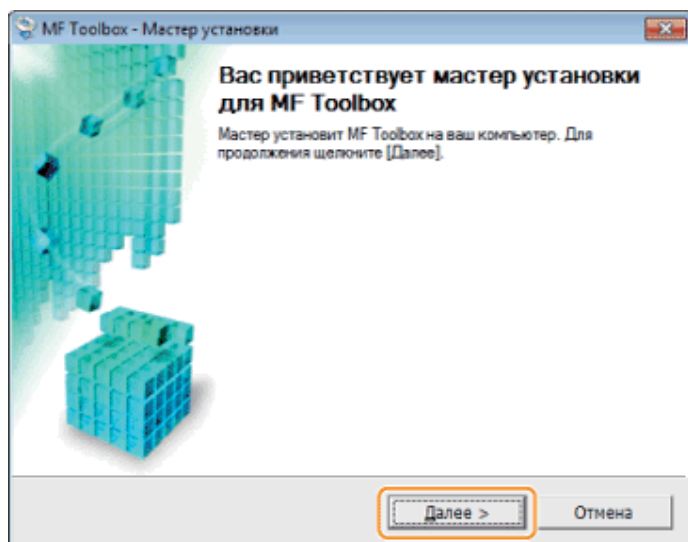 MF Toolbox - Мастер установки
Вас приветствует мастер установки
для MF Toolbox
Мастер установит MF Toolbox на ваш компьютер. Для
продолжения щелкните [Далее].
Далее >
Отмена